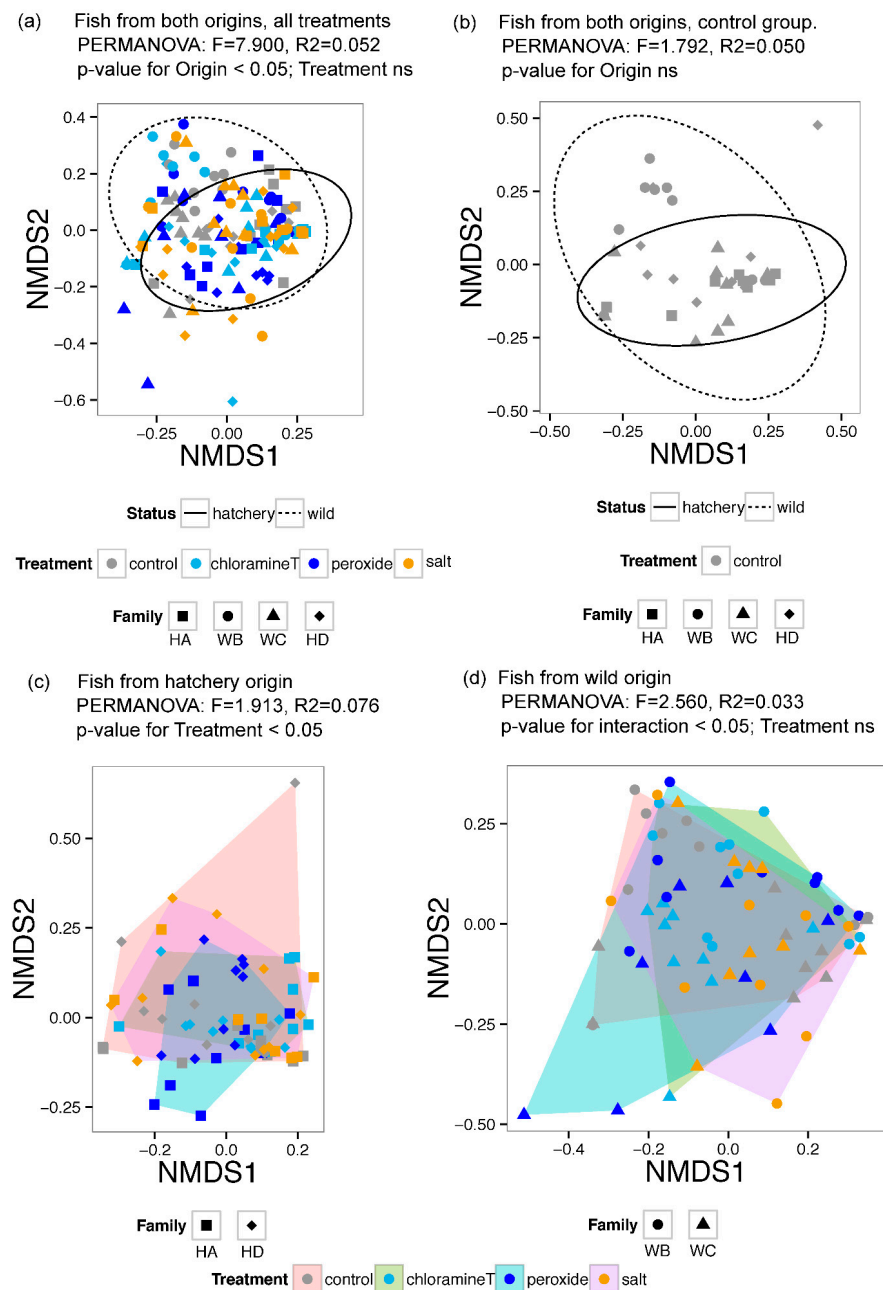 (a) Fish from both origins, all treatments
PERMANOVA: F=7.900, R2=0.052
p-value for Origin < 0.05; Treatment ns
0.4
0.2
0.0
−0.2
−0.4
−0.6
NMDS2
−0.25
0.00
0.25
NMDS1
Status hatchery wild
Treatment control chloramineT peroxide salt
Family
HA WB WC HD
(b) Fish from both origins, control group.
PERMANOVA: F=1.792, R2=0.050
p-value for Origin ns
0.50
0.25
0.00
−0.25
−0.50
NMDS2
−0.50
−0.25
0.00
0.25
0.50
NMDS1
Status hatchery wild
Treatment control
Family
HA WB WC HD
(c) Fish from hatchery origin
PERMANOVA: F=1.913, R2=0.076
p-value for Treatment < 0.05
0.50
0.25
0.00
−0.25
NMDS2
−0.2
0.0
0.2
NMDS1
Family
HA HD
(d) Fish from wild origin
PERMANOVA: F=2.560, R2=0.033
p-value for interaction < 0.05; Treatment ns
0.25
0.00
−0.25
−0.50
NMDS2
−0.4
−0.2
0.0
0.2
NMDS1
Family
WB WC
Treatment control chloramineT peroxide salt